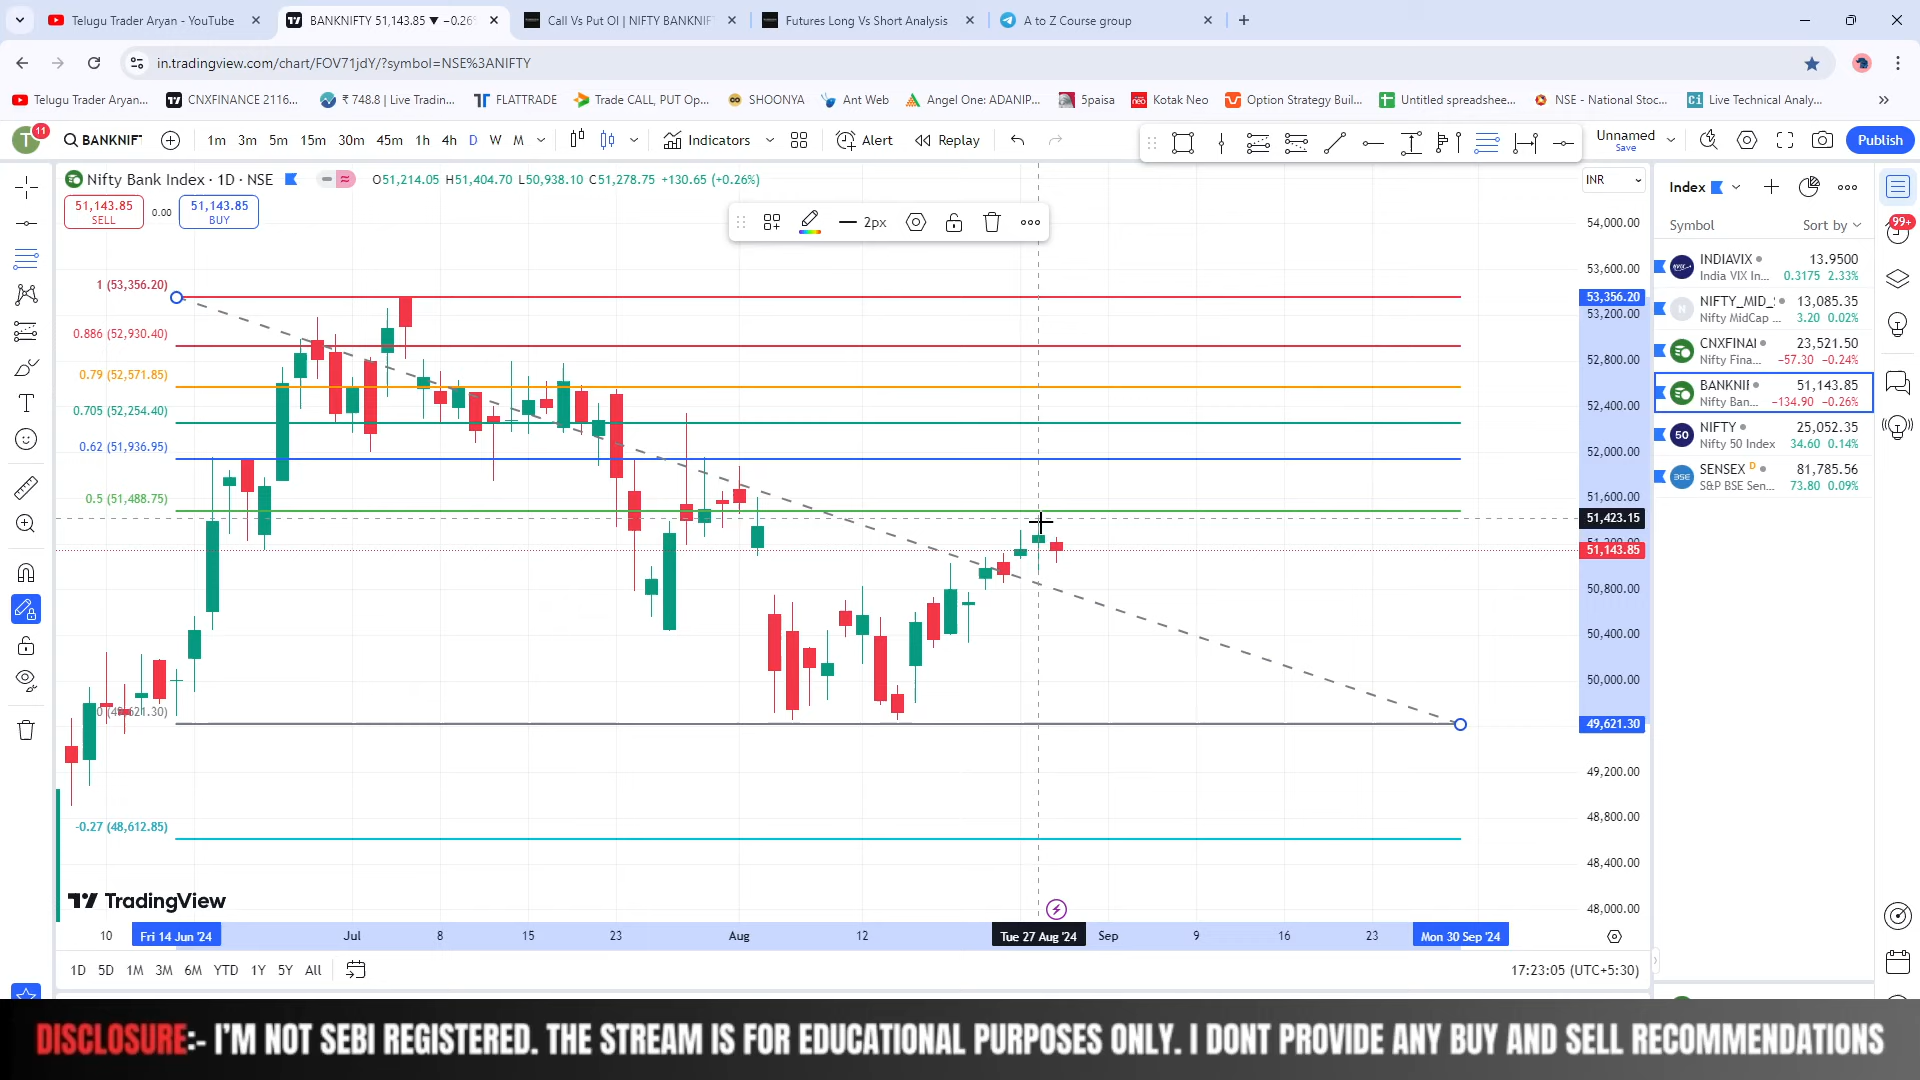 Telugu Trader Aryan - YouTube
BANKNIFTY 51,143.85 ▼ −0.26%
Call Vs Put OI | NIFTY BANKNIFT
Futures Long Vs Short Analysis
A to Z Course group
in.tradingview.com/chart/FOV71jdY/?symbol=NSE%3ANIFTY
Telugu Trader Aryan...
CNXFINANCE 2116...
₹ 748.8 | Live Tradin...
FLATTRADE
Trade CALL, PUT Op...
SHOONYA
Ant Web
Angel One: ADANIP...
5paisa
Kotak Neo
Option Strategy Buil...
Untitled spreadshee...
NSE - National Stoc...
Live Technical Analy...
T 11
BANKNIF
1m 3m 5m 15m 30m 45m 1h 4h D W M
Indicators
Alert
Replay
Unnamed
Save
Publish
Nifty Bank Index · 1D · NSE
O51,214.05 H51,404.70 L50,938.10 C51,278.75 +130.65 (+0.26%)
51,143.85
SELL
0.00
51,143.85
BUY
2px
INR
1 (53,356.20)
0.886 (52,930.40)
0.79 (52,571.85)
0.705 (52,254.40)
0.62 (51,936.95)
0.5 (51,488.75)
0 (49,621.30)
-0.27 (48,612.85)
54,000.00
53,600.00
53,356.20
53,200.00
52,800.00
52,400.00
52,000.00
51,600.00
51,423.15
51,143.85
50,800.00
50,400.00
50,000.00
49,621.30
49,200.00
48,800.00
48,400.00
48,000.00
TradingView
10
Fri 14 Jun '24
Jul
8
15
23
Aug
12
Tue 27 Aug '24
Sep
9
16
23
Mon 30 Sep '24
1D 5D 1M 3M 6M YTD 1Y 5Y All
17:23:05 (UTC+5:30)
Index
Symbol
Sort by
INDIAVIX 13.9500
India VIX In... 0.3175 2.33%
NIFTY_MID_ 13,085.35
Nifty MidCap ... 3.20 0.02%
CNXFINAI 23,521.50
Nifty Fina... −57.30 −0.24%
BANKNIF 51,143.85
Nifty Ban... −134.90 −0.26%
50
NIFTY 25,052.35
Nifty 50 Index 34.60 0.14%
BSE
SENSEX D 81,785.56
S&P BSE Sen... 73.80 0.09%
99+
DISCLOSURE:- I'M NOT SEBI REGISTERED. THE STREAM IS FOR EDUCATIONAL PURPOSES ONLY. I DONT PROVIDE ANY BUY AND SELL RECOMMENDATIONS